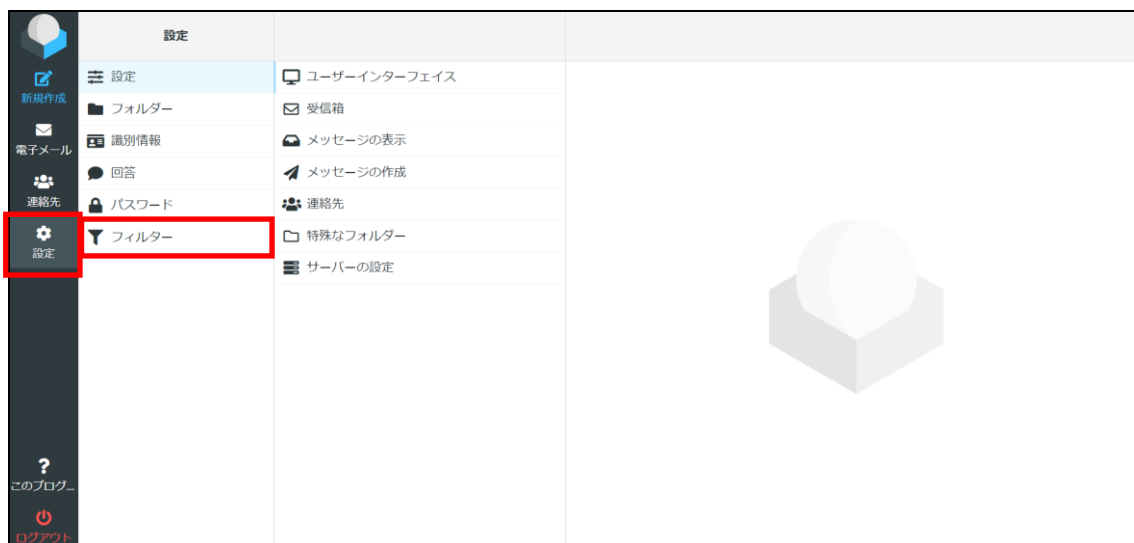 設定
新規作成
電子メール
連絡先
設定
このプログ...
ログアウト
設定
フォルダー
識別情報
回答
パスワード
フィルター
ユーザーインターフェイス
受信箱
メッセージの表示
メッセージの作成
連絡先
特殊なフォルダー
サーバーの設定